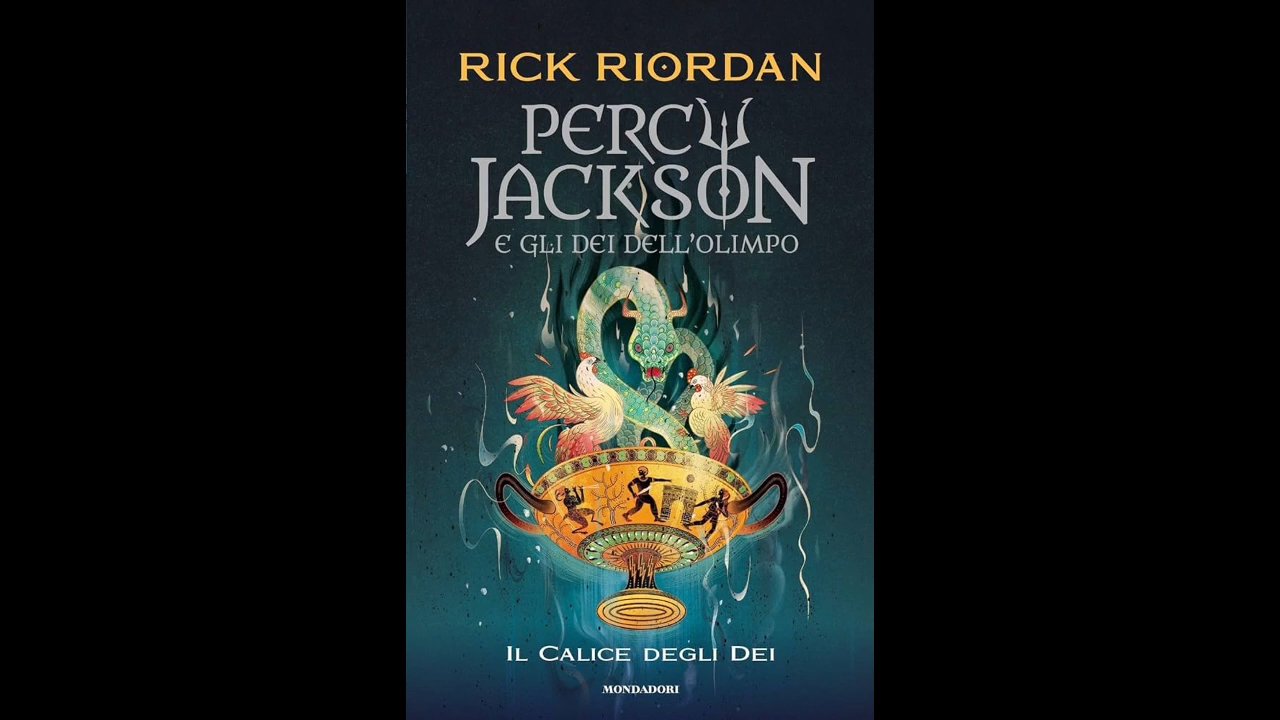 RICK RIORDAN
PERCY
JACKSON
E GLI DEI DELL'OLIMPO
IL CALICE DEGLI DEI
MONDADORI